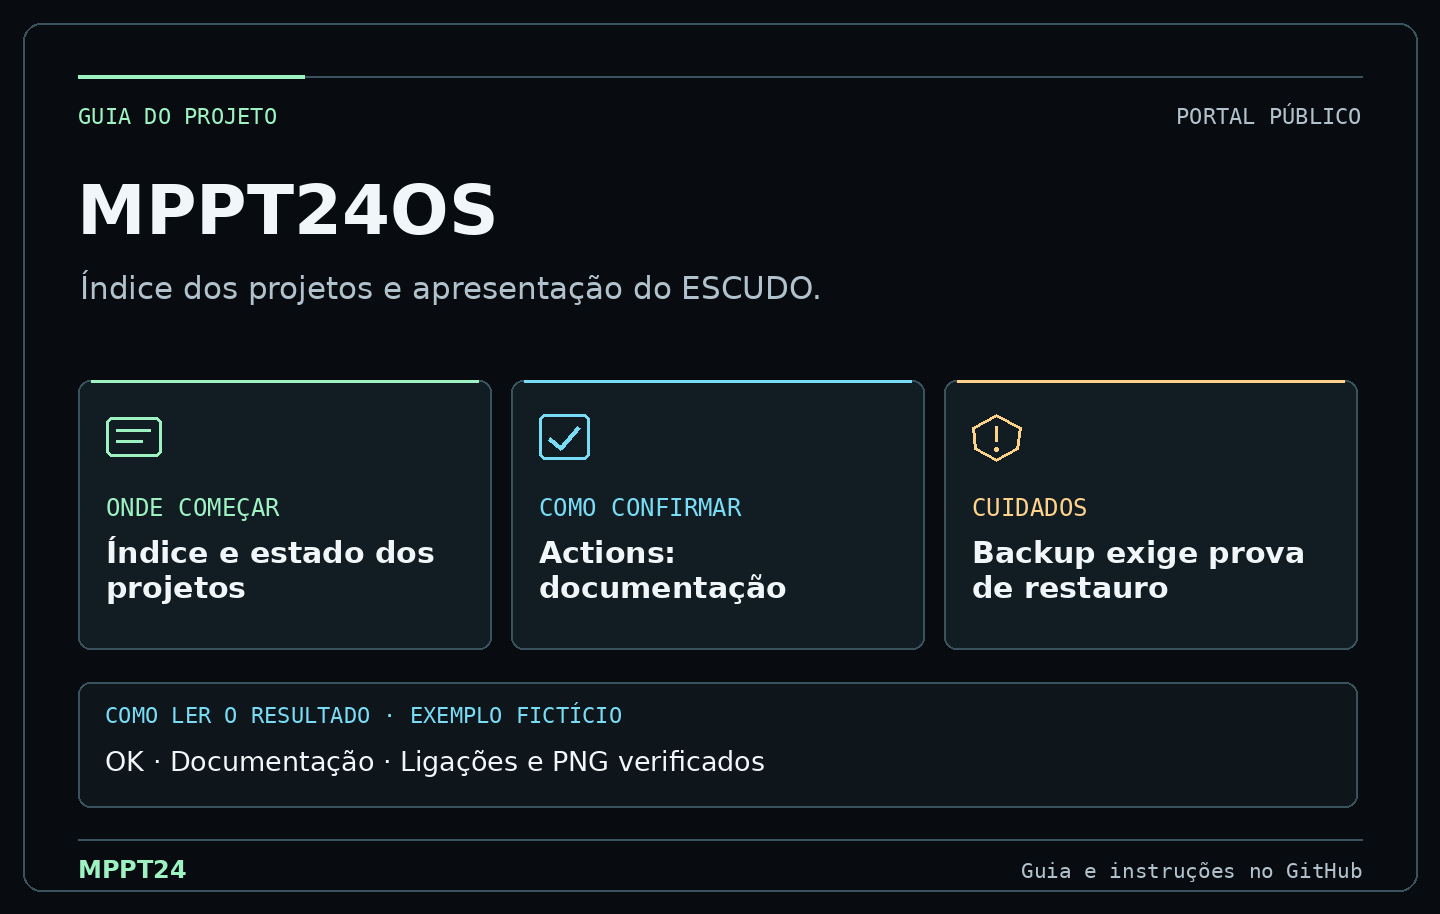 GUIA DO PROJETO
PORTAL PÚBLICO
MPPT24OS
Índice dos projetos e apresentação do ESCUDO.
ONDE COMEÇAR
Índice e estado dos
projetos
COMO CONFIRMAR
Actions:
documentação
CUIDADOS
Backup exige prova
de restauro
COMO LER O RESULTADO · EXEMPLO FICTÍCIO
OK · Documentação · Ligações e PNG verificados
MPPT24
Guia e instruções no GitHub